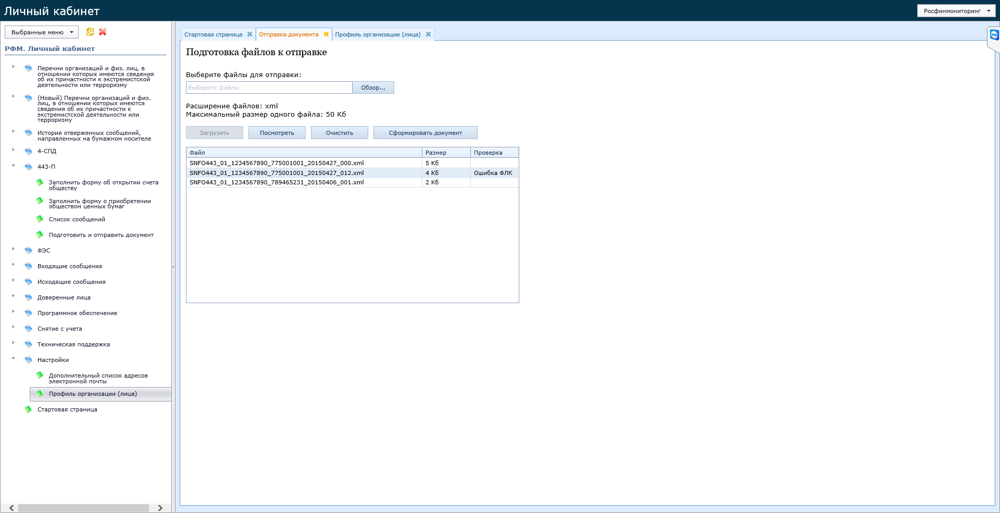 Личный кабинет
Росфинмониторинг
Выбранные меню
РФМ. Личный кабинет
Перечни организаций и физ. лиц, в
отношении которых имеются сведения
об их причастности к экстремистской
деятельности или терроризму
(Новый) Перечни организаций и физ.
лиц, в отношении которых имеются
сведения об их причастности к
экстремистской деятельности или
терроризму
История отверженных сообщений,
направленных на бумажном носителе
4-СПД
443-П
Заполнить форму об открытии счета
обществу
Заполнить форму о приобретении
обществом ценных бумаг
Список сообщений
Подготовить и отправить документ
ФЭС
Входящие сообщения
Исходящие сообщения
Доверенные лица
Программное обеспечение
Снятие с учета
Техническая поддержка
Настройки
Дополнительный список адресов
электронной почты
Профиль организации (лица)
Стартовая страница
Стартовая страница Отправка документа Профиль организации (лица)
Подготовка файлов к отправке
Выберите файлы для отправки:
Выберите файлы Обзор...
Расширение файлов: xml
Максимальный размер одного файла: 50 Кб
Загрузить Посмотреть Очистить Сформировать документ
Файл Размер Проверка
SNFO443_01_1234567890_775001001_20150427_000.xml 5 Кб
SNFO443_01_1234567890_775001001_20150427_012.xml 4 Кб Ошибка ФЛК
SNFO443_01_1234567890_789465231_20150406_001.xml 2 Кб